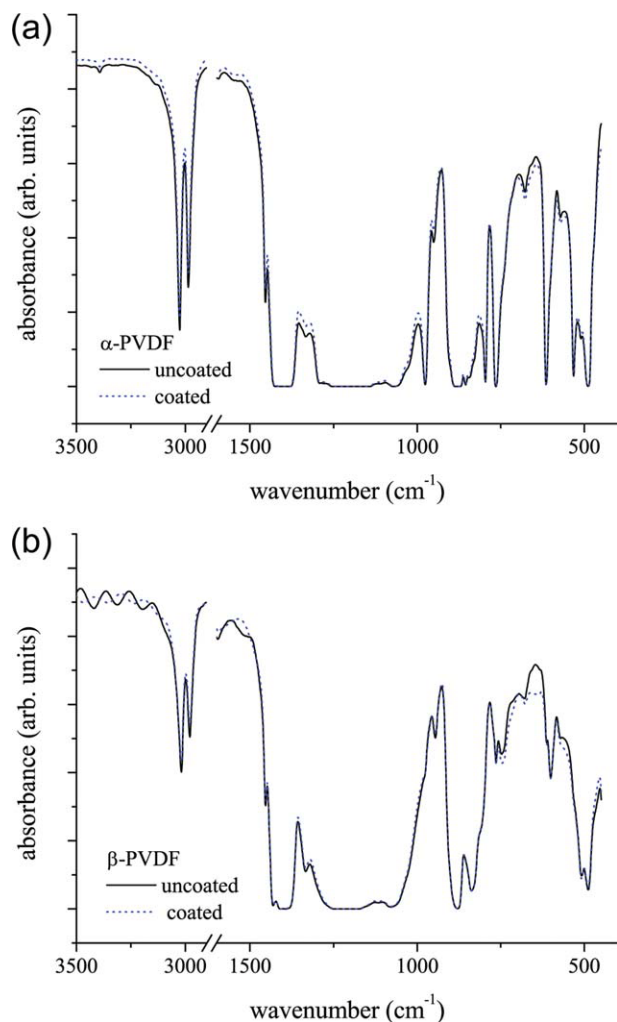 (a)
absorbance (arb. units)
α-PVDF
uncoated
coated
3500 3000 1500 1000 500
wavenumber (cm⁻¹)
(b)
absorbance (arb. units)
β-PVDF
uncoated
coated
3500 3000 1500 1000 500
wavenumber (cm⁻¹)